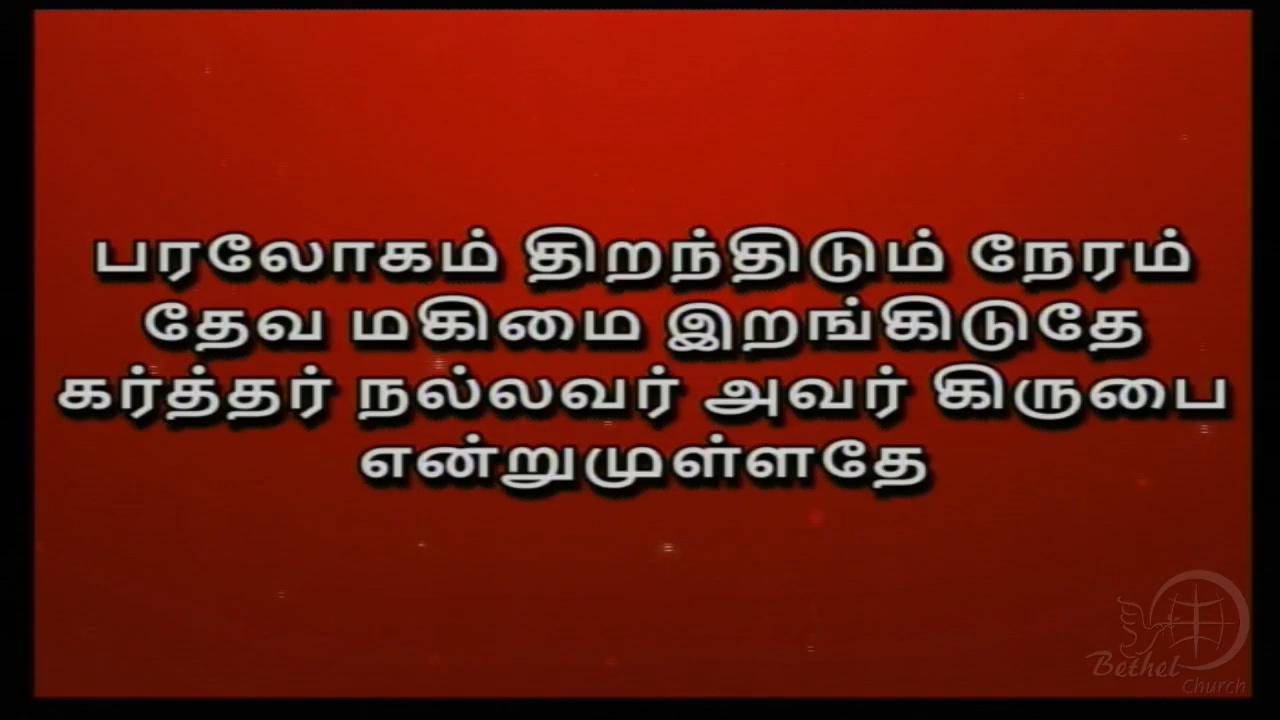 பரலோகம் திறந்திடும் நேரம்
தேவ மகிமை இறங்கிடுதே
கர்த்தர் நல்லவர் அவர் கிருபை
என்றுமுள்ளதே
Bethel
Church